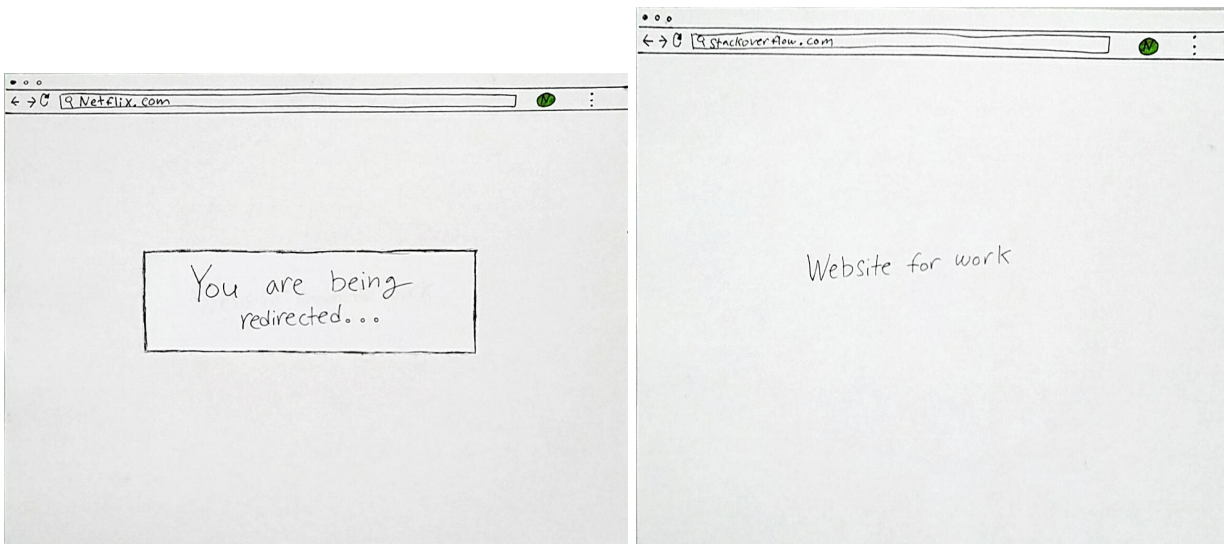 Netflix.com
N
You are being
redirected...
stackoverflow.com
N
Website for work